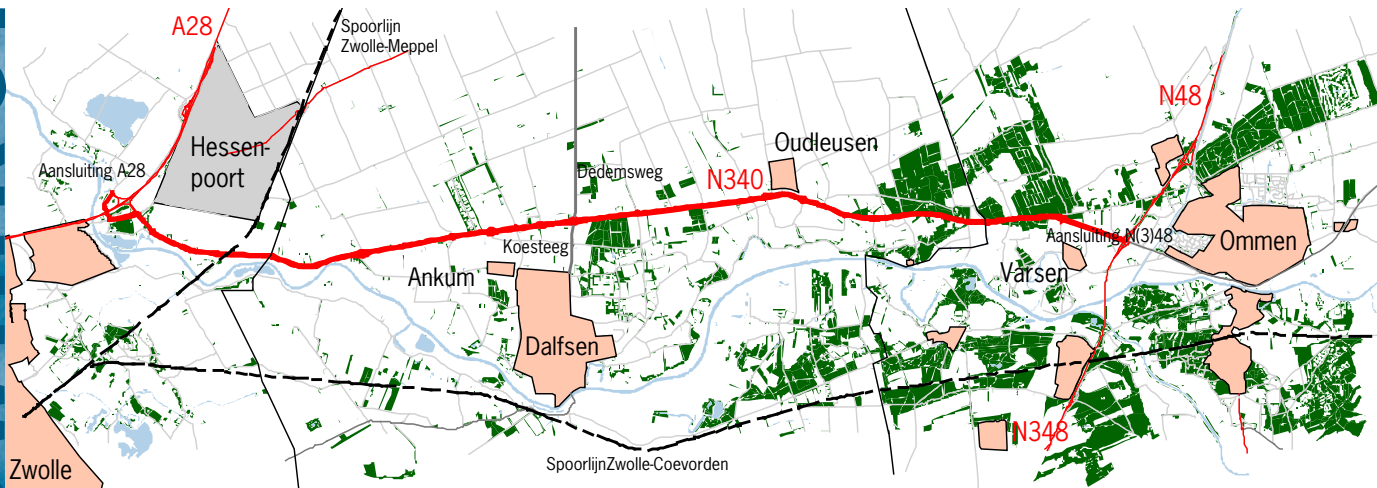 A28
Spoorlijn
Zwolle-Meppel
N48
Hessen-
poort
Oudleusen
Aansluiting A28
Dedemsweg
N340
Koesteeg
Aansluiting N(3)48
Ommen
Ankum
Varsen
Dalfsen
N348
Zwolle
SpoorlijnZwolle-Coevorden